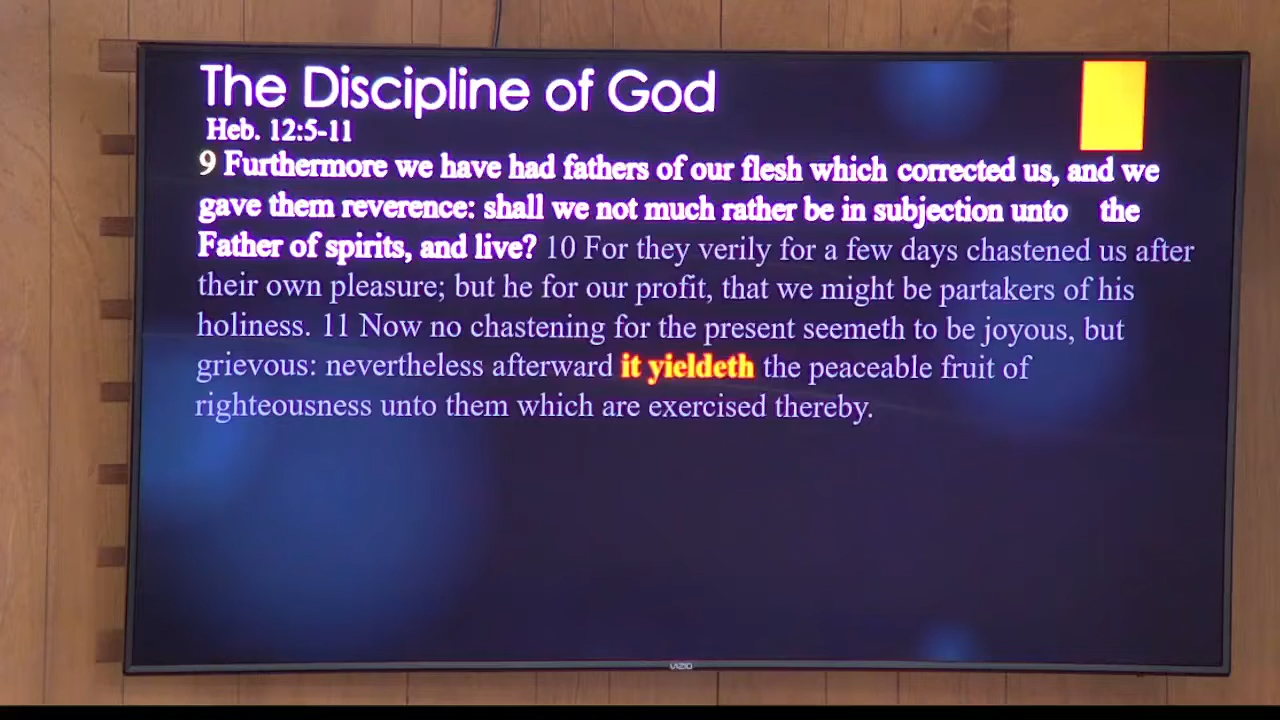 The Discipline of God
Heb. 12:5-11
9 Furthermore we have had fathers of our flesh which corrected us, and we
gave them reverence: shall we not much rather be in subjection unto the
Father of spirits, and live? 10 For they verily for a few days chastened us after
their own pleasure; but he for our profit, that we might be partakers of his
holiness. 11 Now no chastening for the present seemeth to be joyous, but
grievous: nevertheless afterward it yieldeth the peaceable fruit of
righteousness unto them which are exercised thereby.
VIZIO